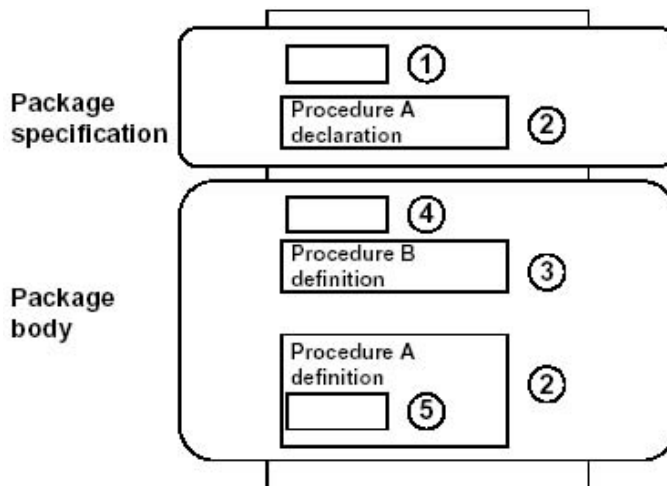 ①
Package
specification
Procedure A
declaration
②
④
Procedure B
definition
③
Package
body
Procedure A
definition
②
⑤